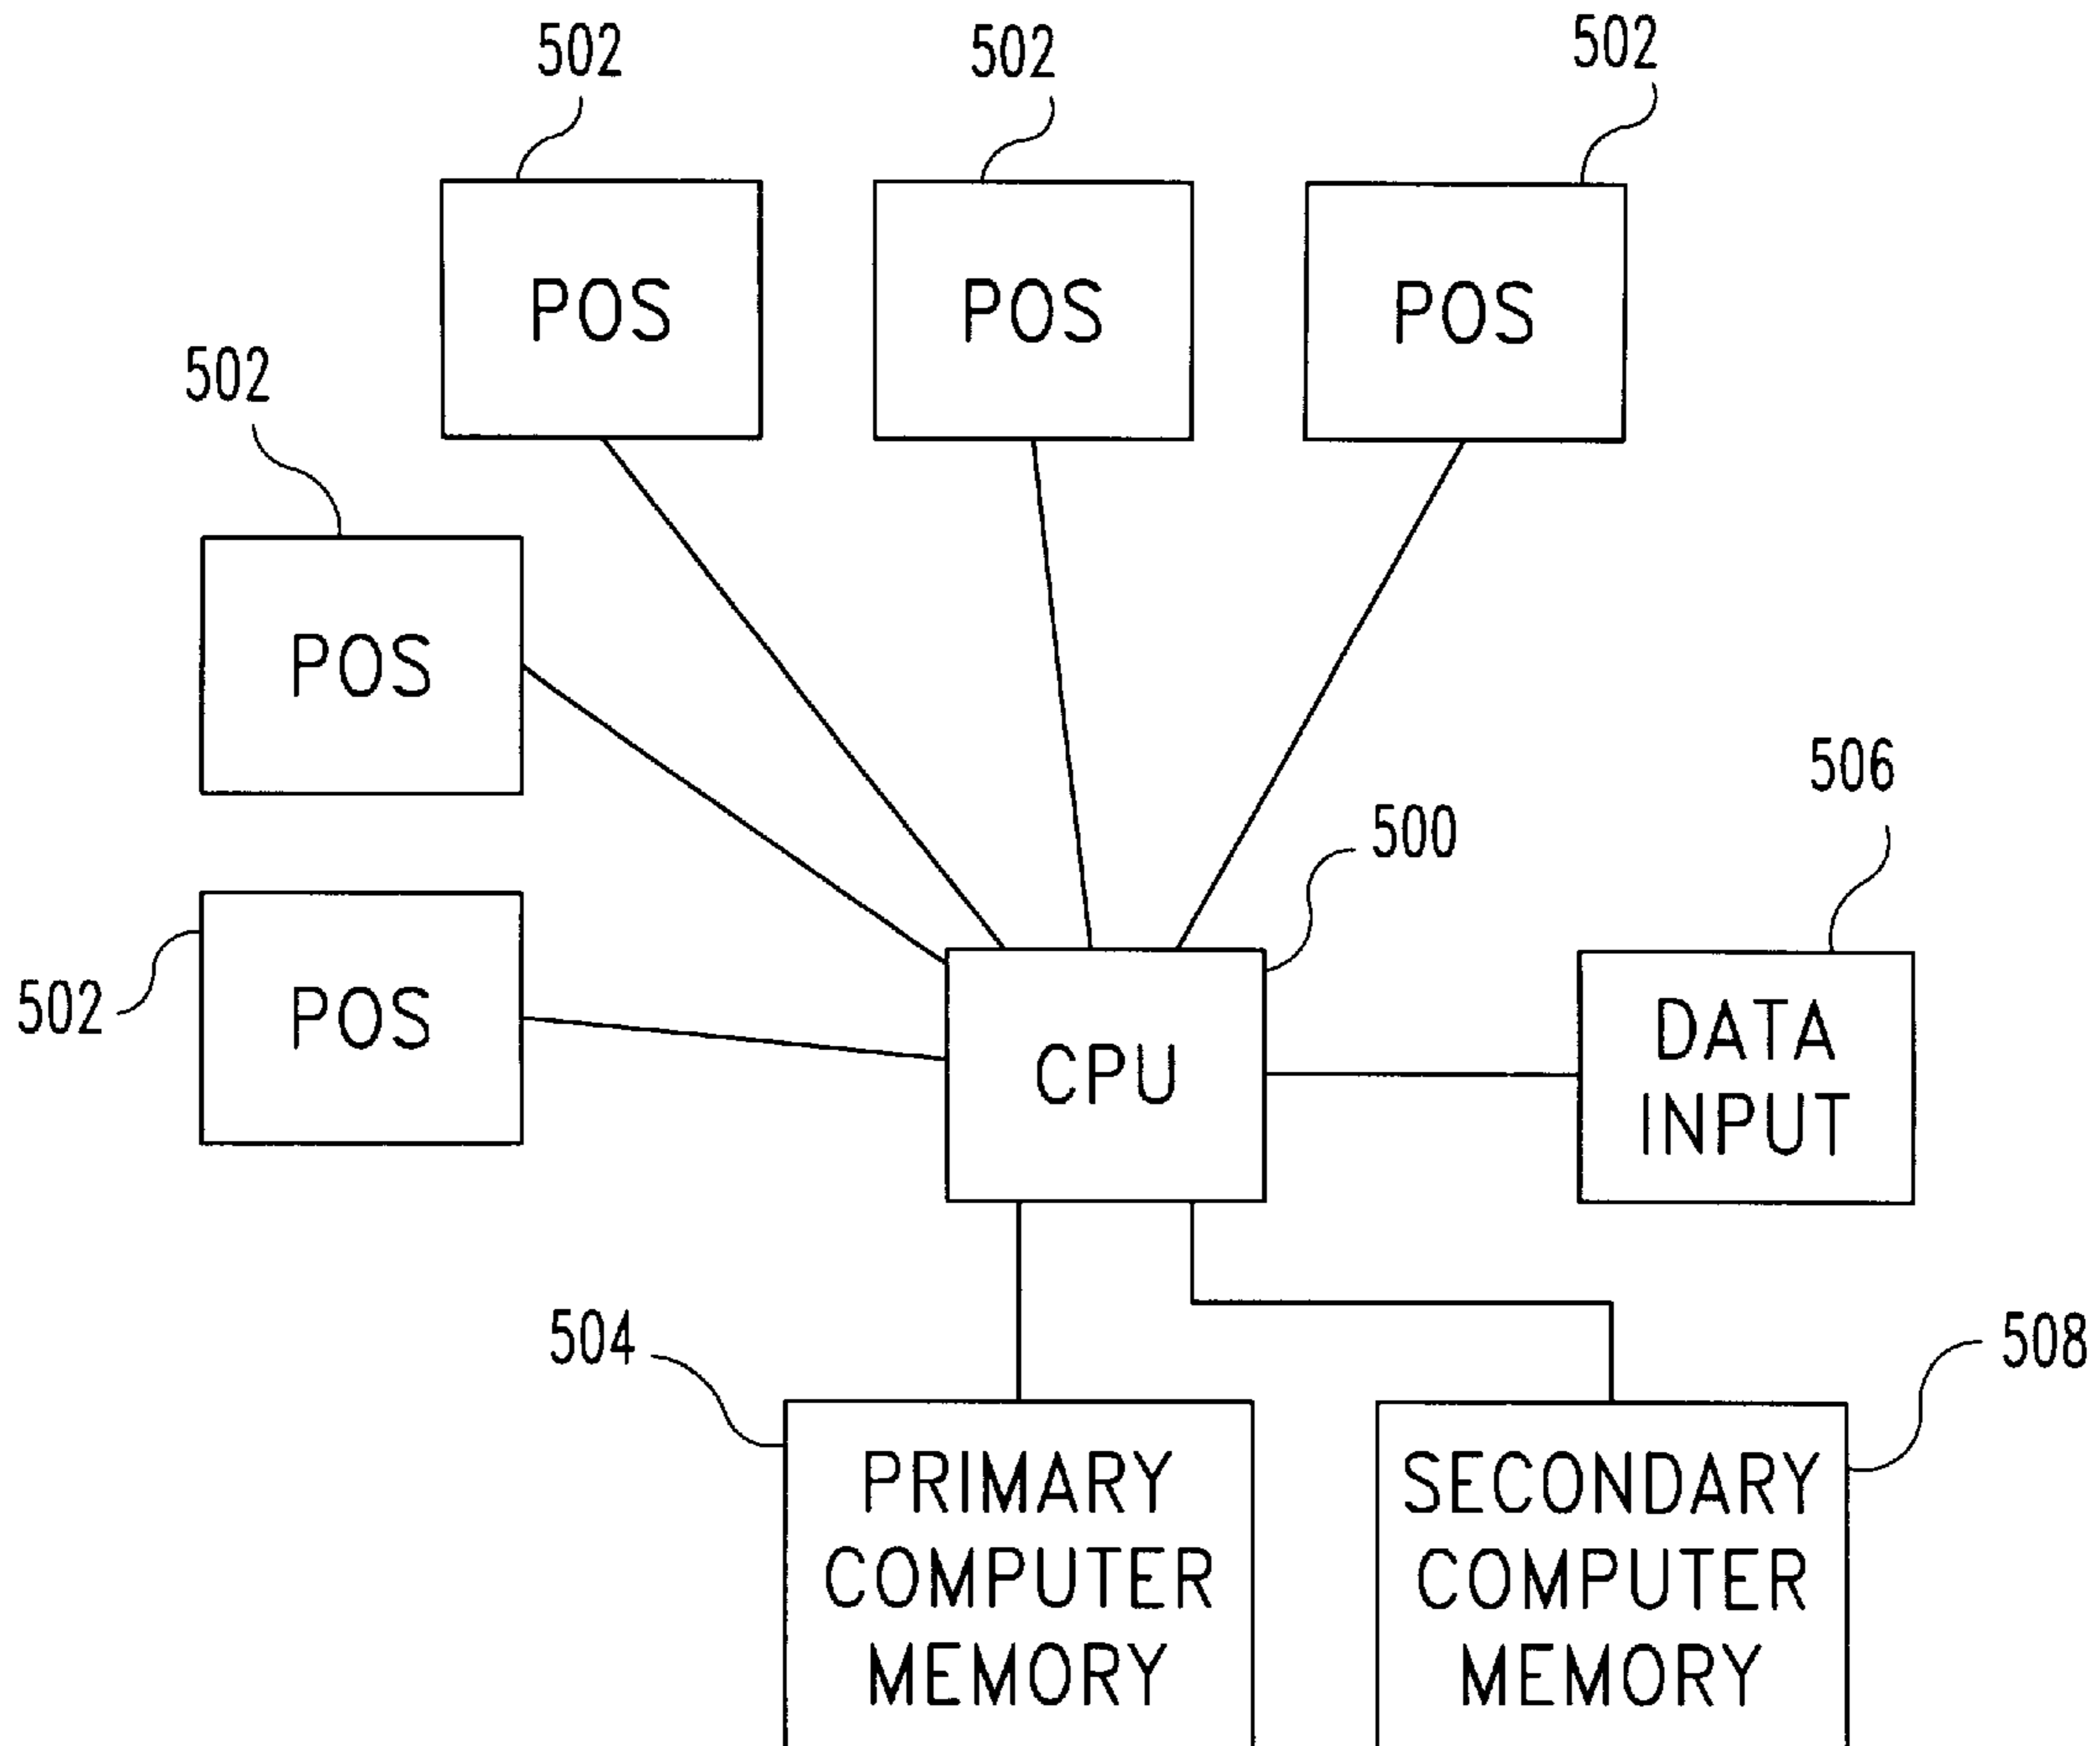 502
502
502
POS
POS
POS
502
POS
506
500
502
POS
CPU
DATA
INPUT
504
508
PRIMARY
COMPUTER
MEMORY
SECONDARY
COMPUTER
MEMORY